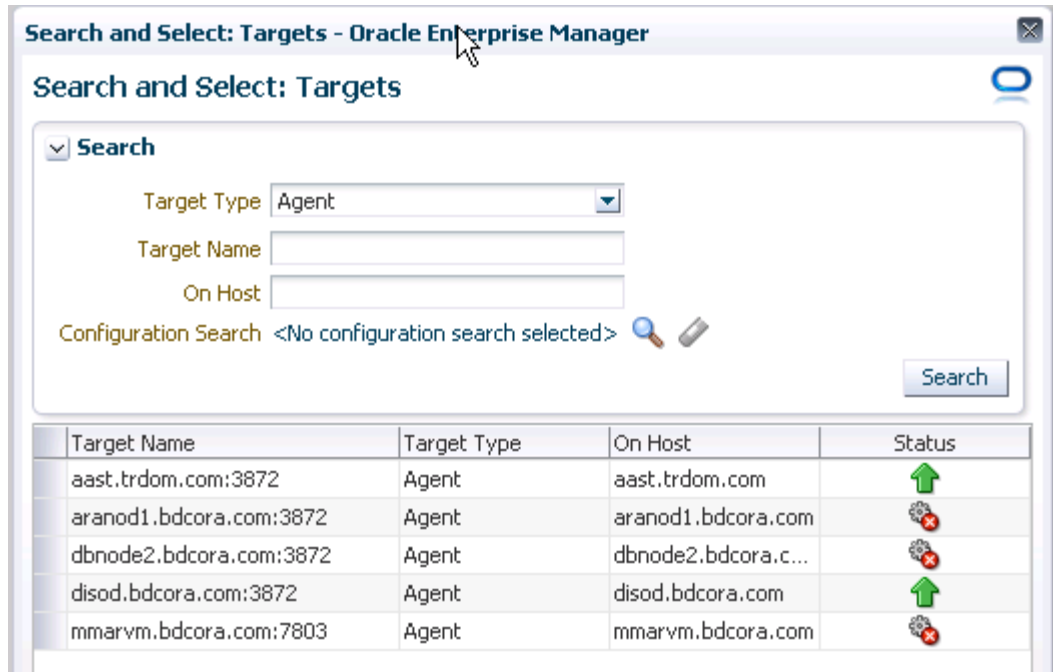 Search and Select: Targets - Oracle Enterprise Manager
Search and Select: Targets
Search
Target Type Agent
Target Name
On Host
Configuration Search <No configuration search selected>
Search
Target Name Target Type On Host Status
aast.trdom.com:3872 Agent aast.trdom.com
aranod1.bdcora.com:3872 Agent aranod1.bdcora.com
dbnode2.bdcora.com:3872 Agent dbnode2.bdcora.c...
disod.bdcora.com:3872 Agent disod.bdcora.com
mmarvm.bdcora.com:7803 Agent mmarvm.bdcora.com